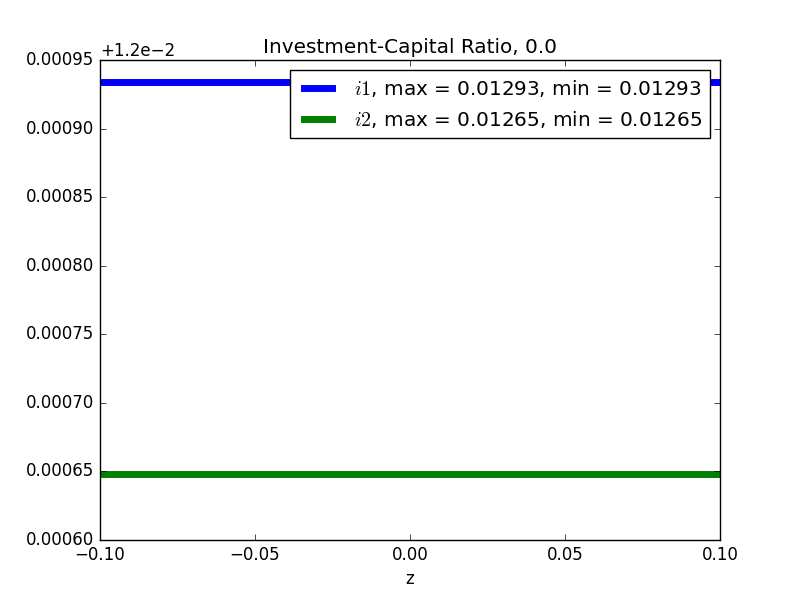 Investment-Capital Ratio, 0.0
+1.2e−2
i1, max = 0.01293, min = 0.01293
i2, max = 0.01265, min = 0.01265
0.00095
0.00090
0.00085
0.00080
0.00075
0.00070
0.00065
0.00060
−0.10
−0.05
0.00
0.05
0.10
z